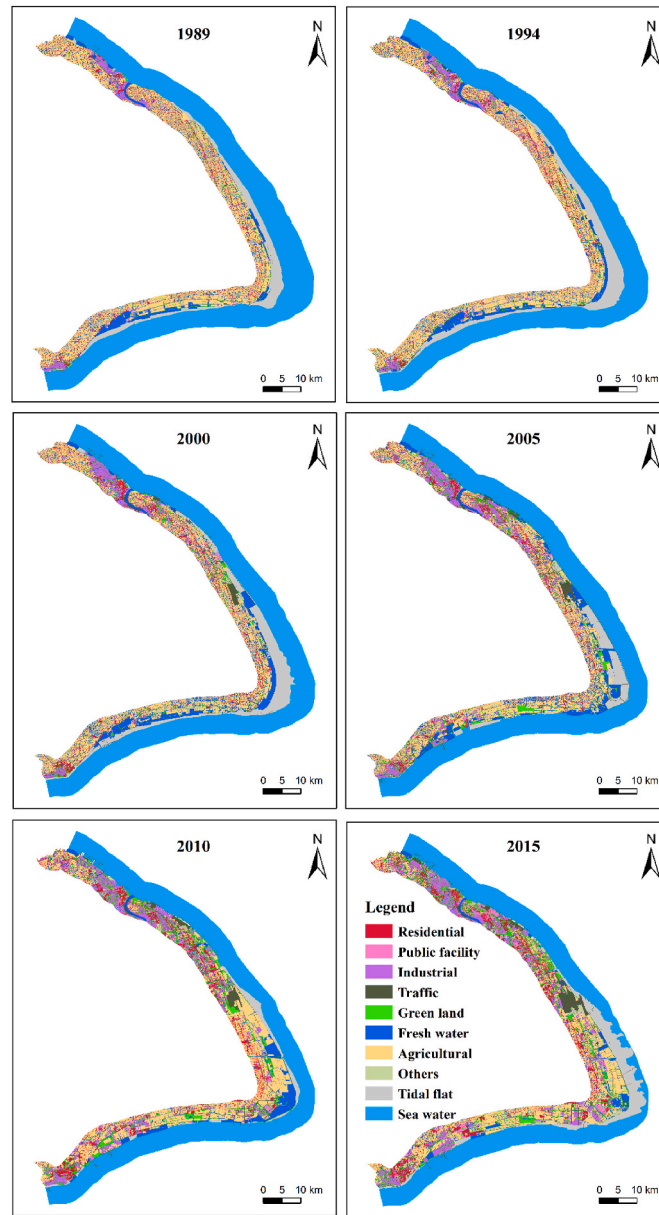 1989
N
0 5 10 km
1994
N
0 5 10 km
2000
N
0 5 10 km
2005
N
0 5 10 km
2010
N
0 5 10 km
2015
N
Legend
Residential
Public facility
Industrial
Traffic
Green land
Fresh water
Agricultural
Others
Tidal flat
Sea water
0 5 10 km